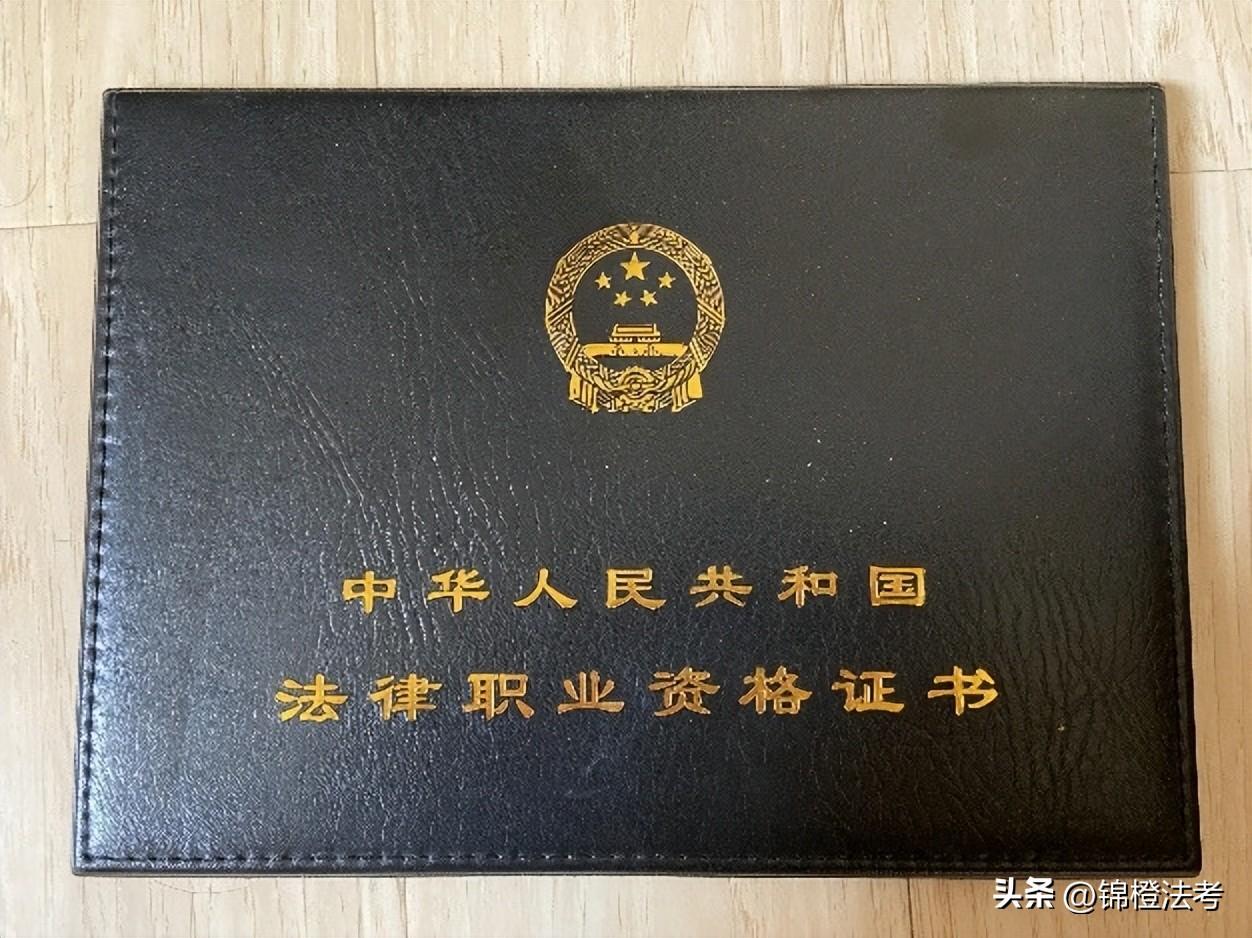 中华人民共和国
法律职业资格证书
头条 @锦橙法考